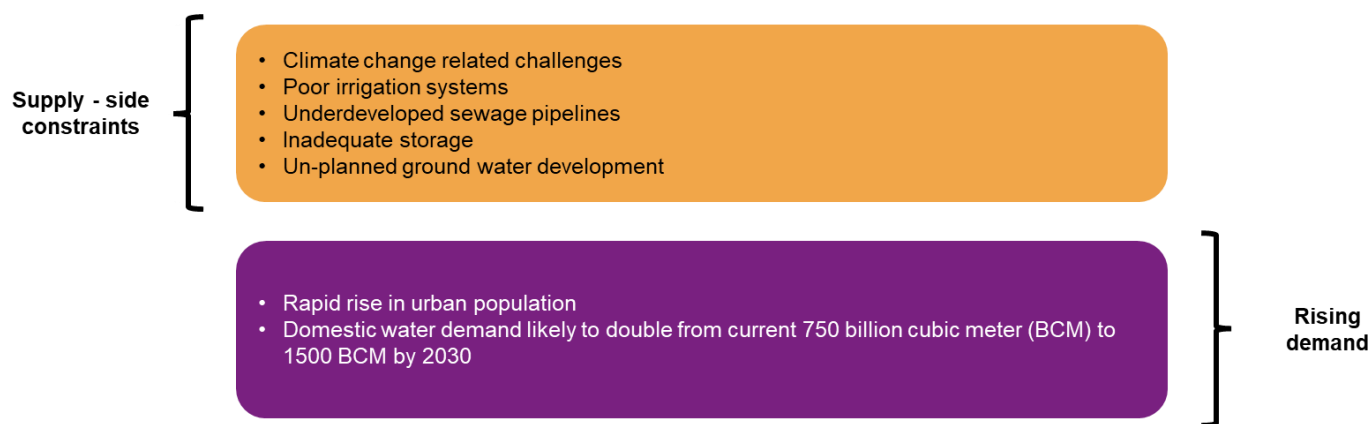 Supply - side
constraints
• Climate change related challenges
• Poor irrigation systems
• Underdeveloped sewage pipelines
• Inadequate storage
• Un-planned ground water development
• Rapid rise in urban population
• Domestic water demand likely to double from current 750 billion cubic meter (BCM) to
1500 BCM by 2030
Rising
demand